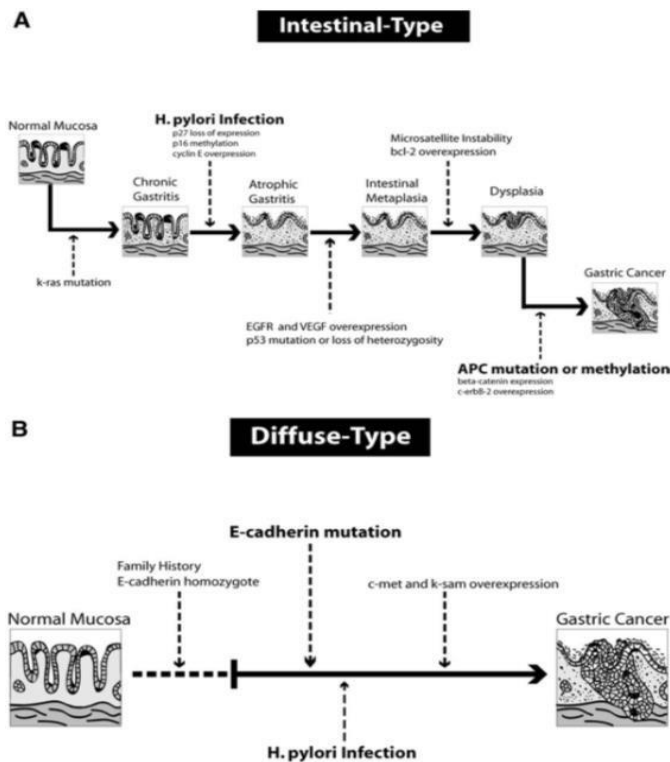 A
Intestinal-Type
Normal Mucosa
H. pylori Infection
p27 loss of expression
p16 methylation
cyclin E overpression
Microsatellite Instability
bcl-2 overexpression
Chronic
Gastritis
Atrophic
Gastritis
Intestinal
Metaplasia
Dysplasia
k-ras mutation
Gastric Cancer
EGFR and VEGF overexpression
p53 mutation or loss of heterozygosity
APC mutation or methylation
beta-catenin expression
c-erbB-2 overexpression
B
Diffuse-Type
E-cadherin mutation
Family History
E-cadherin homozygote
c-met and k-sam overexpression
Normal Mucosa
Gastric Cancer
H. pylori Infection